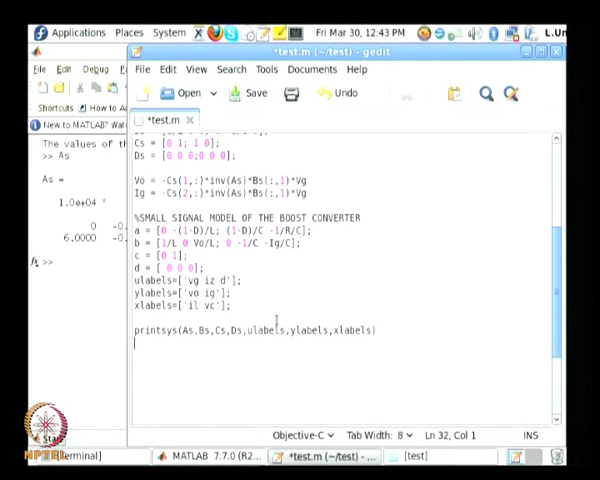 Applications Places System Fri Mar 30, 12:43 PM L.Un
*test.m (~/test) - gedit
File Edit Debug
File Edit View Search Tools Documents Help
Open Save Undo
Shortcuts How to A
*test.m
New to MATLAB? Wat
The values of th
>> As
As =
1.0e+04 *
0 -0.
6.0000 -0.
fx >>
Cs = [0 1; 1 0];
Ds = [0 0 0;0 0 0];
Vo = -Cs(1,:)*inv(As)*Bs(:,1)*Vg
Ig = -Cs(2,:)*inv(As)*Bs(:,1)*Vg
%SMALL SIGNAL MODEL OF THE BOOST CONVERTER
a = [0 -(1-D)/L; (1-D)/C -1/R/C];
b = [1/L 0 Vo/L; 0 -1/C -Ig/C];
c = [0 1];
d = [ 0 0 0];
ulabels=['vg iz d'];
ylabels=['vo ig'];
xlabels=['il vc'];
printsys(As,Bs,Cs,Ds,ulabels,ylabels,xlabels)
Start
Objective-C Tab Width: 8 Ln 32, Col 1 INS
NPTEL
[Terminal] MATLAB 7.7.0 (R2... *test.m (~/test) - ... [test]